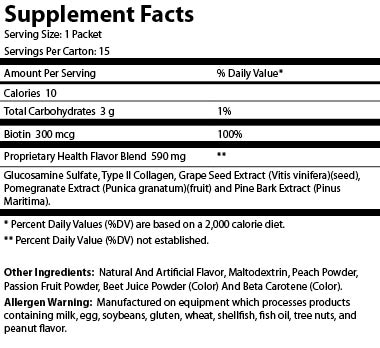 Supplement Facts
Serving Size: 1 Packet
Servings Per Carton: 15
Amount Per Serving % Daily Value*
Calories 10
Total Carbohydrates 3 g 1%
Biotin 300 mcg 100%
Proprietary Health Flavor Blend 590 mg **
Glucosamine Sulfate, Type II Collagen, Grape Seed Extract (Vitis vinifera)(seed),
Pomegranate Extract (Punica granatum)(fruit) and Pine Bark Extract (Pinus
Maritima).
* Percent Daily Values (%DV) are based on a 2,000 calorie diet.
** Percent Daily Value (%DV) not established.
Other Ingredients: Natural And Artificial Flavor, Maltodextrin, Peach Powder,
Passion Fruit Powder, Beet Juice Powder (Color) And Beta Carotene (Color).
Allergen Warning: Manufactured on equipment which processes products
containing milk, egg, soybeans, gluten, wheat, shellfish, fish oil, tree nuts, and
peanut flavor.